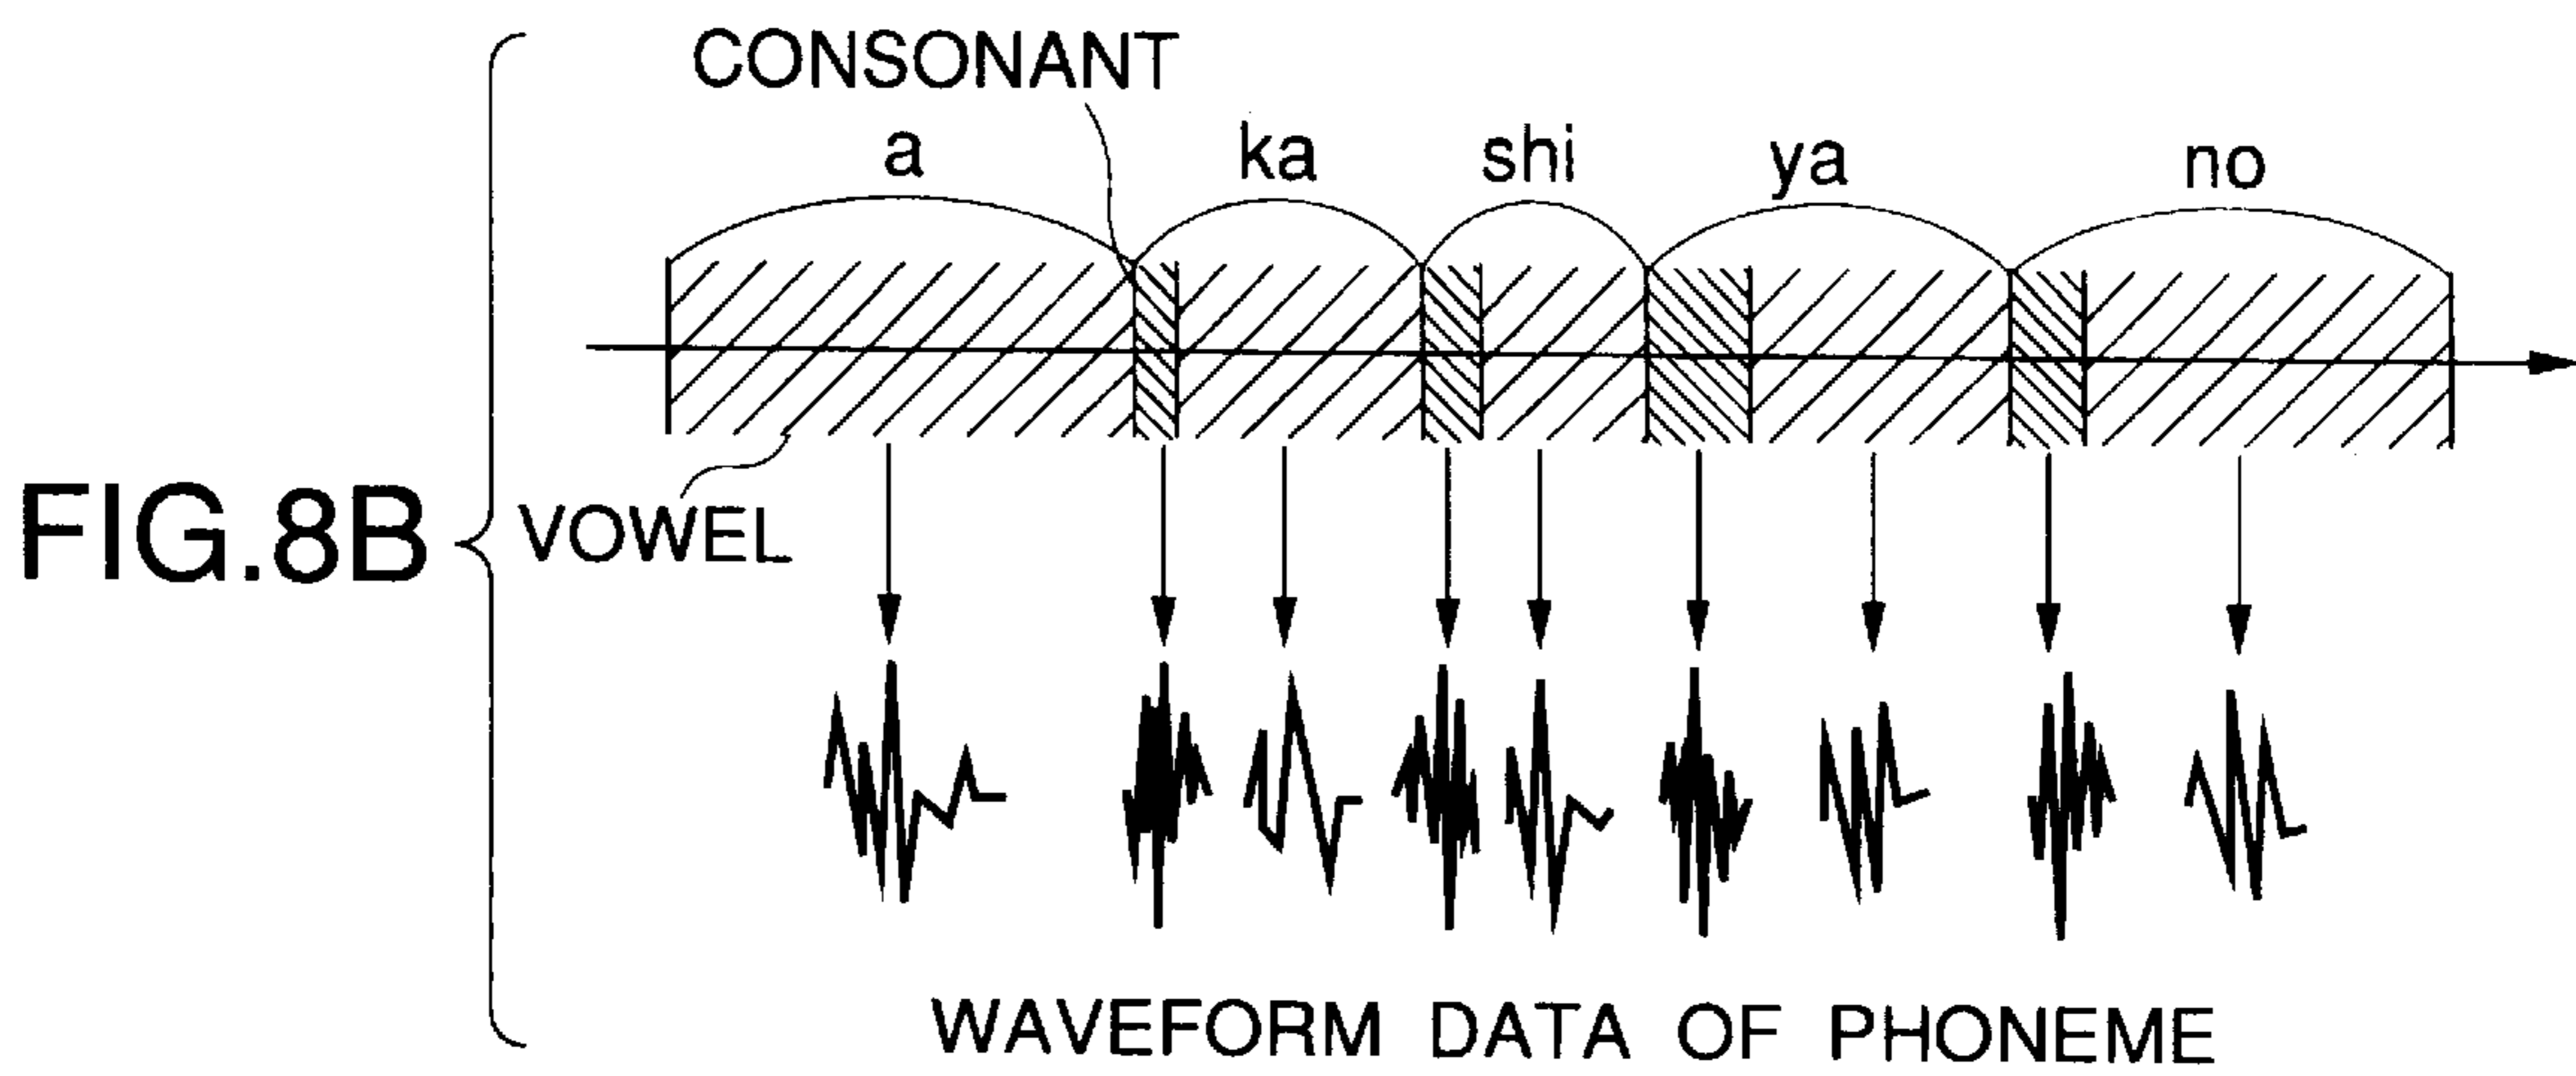 CONSONANT
a ka shi ya no
FIG.8B
VOWEL
WAVEFORM DATA OF PHONEME